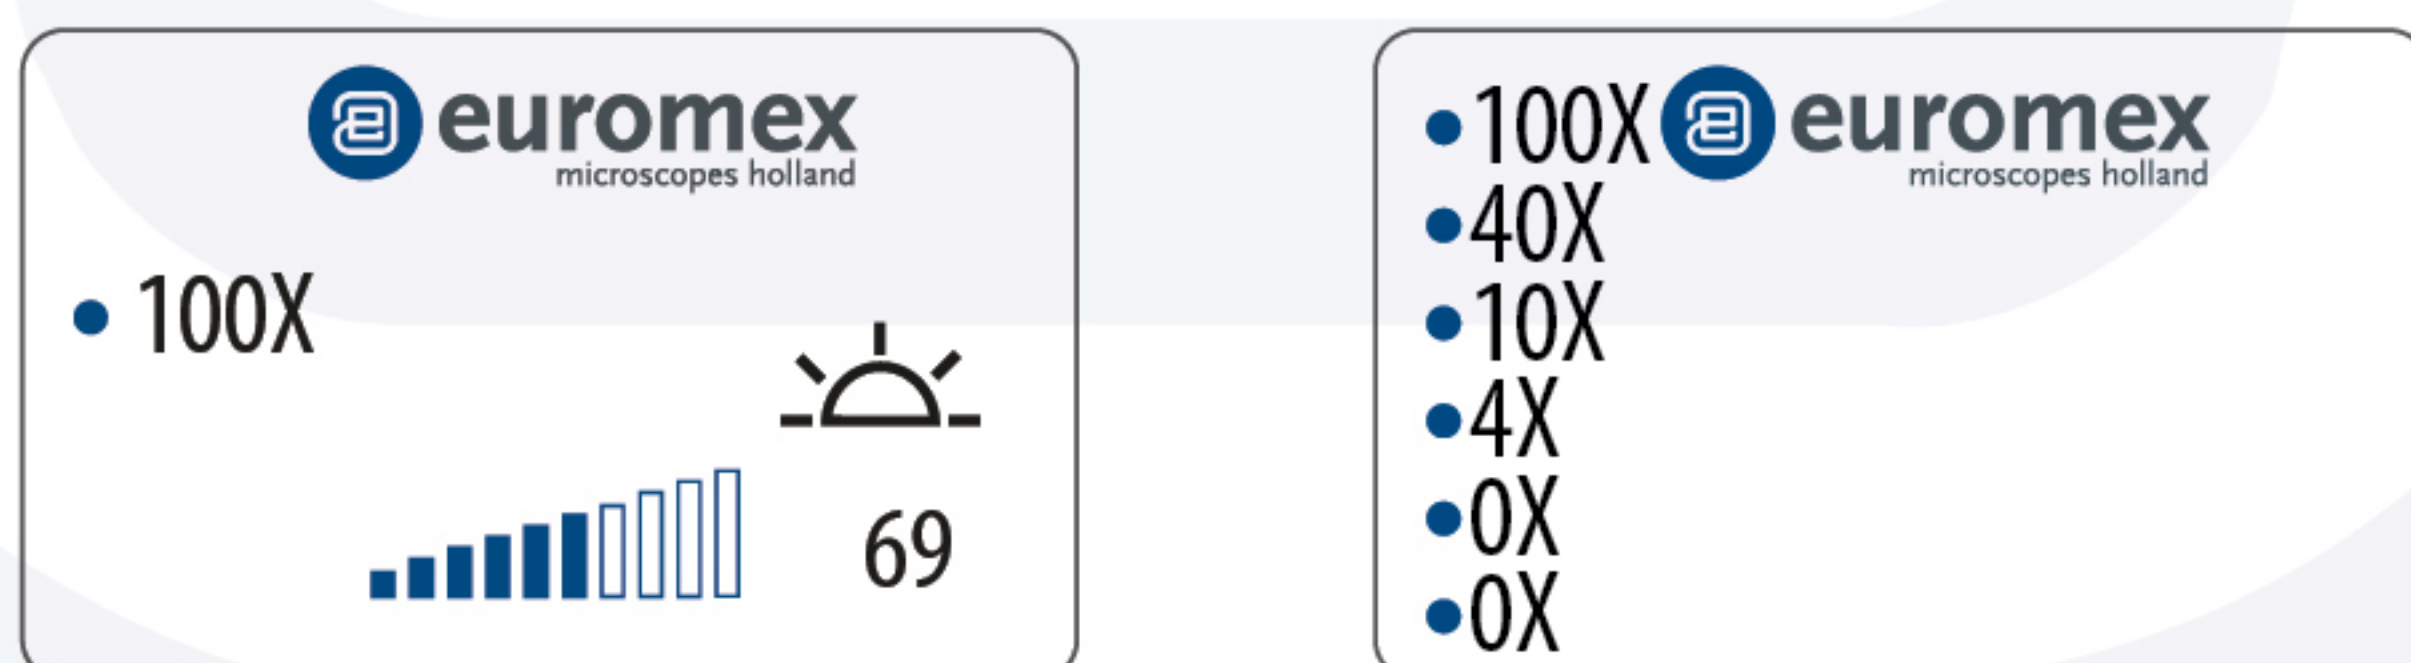 euromex
microscopes holland
100X
69
100X
euromex
microscopes holland
40X
10X
4X
0X
0X